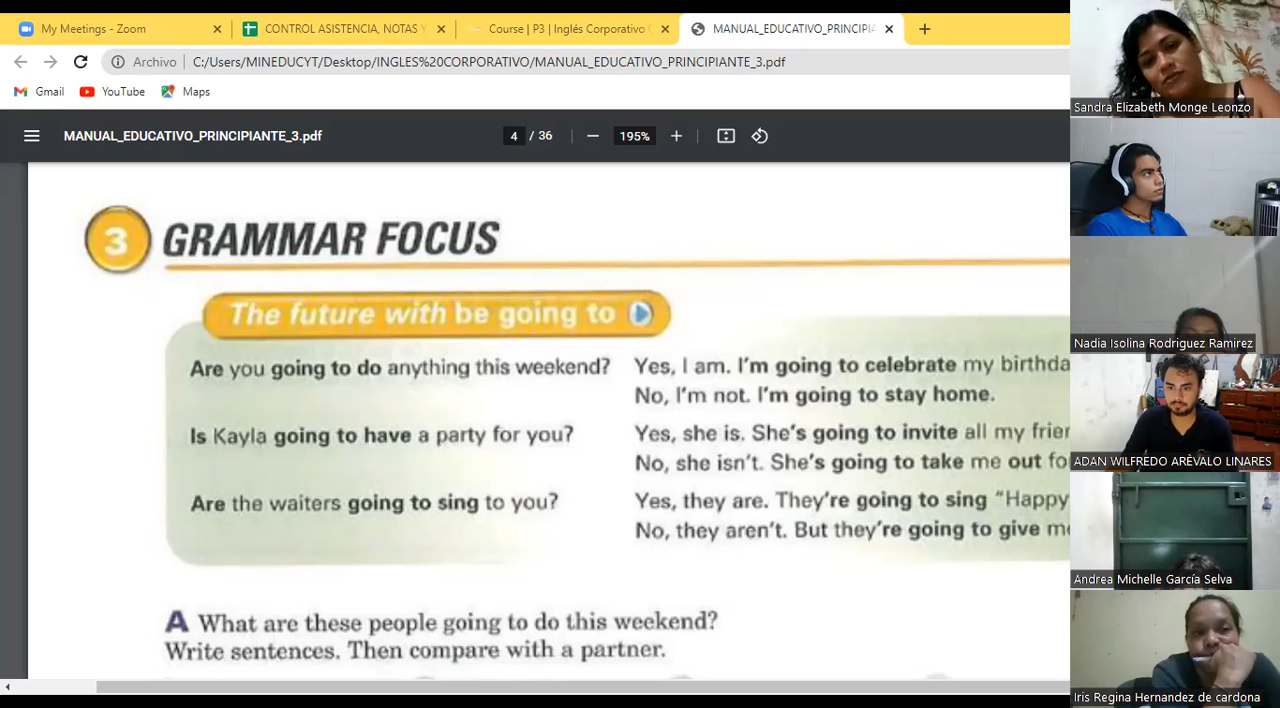 My Meetings - Zoom
CONTROL ASISTENCIA, NOTAS Y
Course | P3 | Inglés Corporativo
MANUAL_EDUCATIVO_PRINCIPIA
Archivo
C:/Users/MINEDUCYT/Desktop/INGLES%20CORPORATIVO/MANUAL_EDUCATIVO_PRINCIPIANTE_3.pdf
Gmail
YouTube
Maps
MANUAL_EDUCATIVO_PRINCIPIANTE_3.pdf
4 / 36
195%
3 GRAMMAR FOCUS
The future with be going to
Are you going to do anything this weekend?
Yes, I am. I'm going to celebrate my birthda
No, I'm not. I'm going to stay home.
Is Kayla going to have a party for you?
Yes, she is. She's going to invite all my frie
No, she isn't. She's going to take me out fo
Are the waiters going to sing to you?
Yes, they are. They're going to sing "Happy
No, they aren't. But they're going to give me
A What are these people going to do this weekend?
Write sentences. Then compare with a partner.
Sandra Elizabeth Monge Leonzo
Nadia Isolina Rodriguez Ramirez
ADAN WILFREDO ARÈVALO LINARES
Andrea Michelle García Selva
Iris Regina Hernandez de cardona